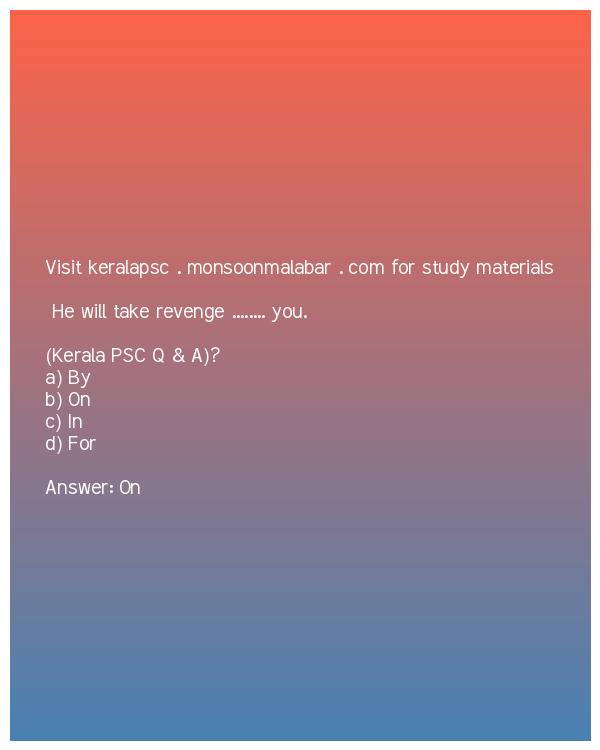 Visit keralapsc . monsoonmalabar . com for study materials
He will take revenge ........ you.
(Kerala PSC Q & A)?
a) By
b) On
c) In
d) For
Answer: On